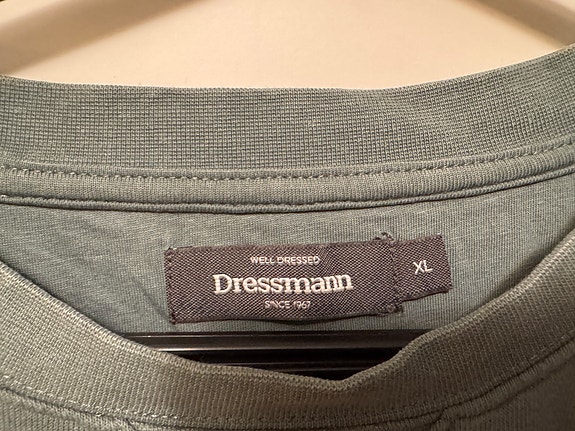 WELL DRESSED
Dressmann
SINCE 1967
XL